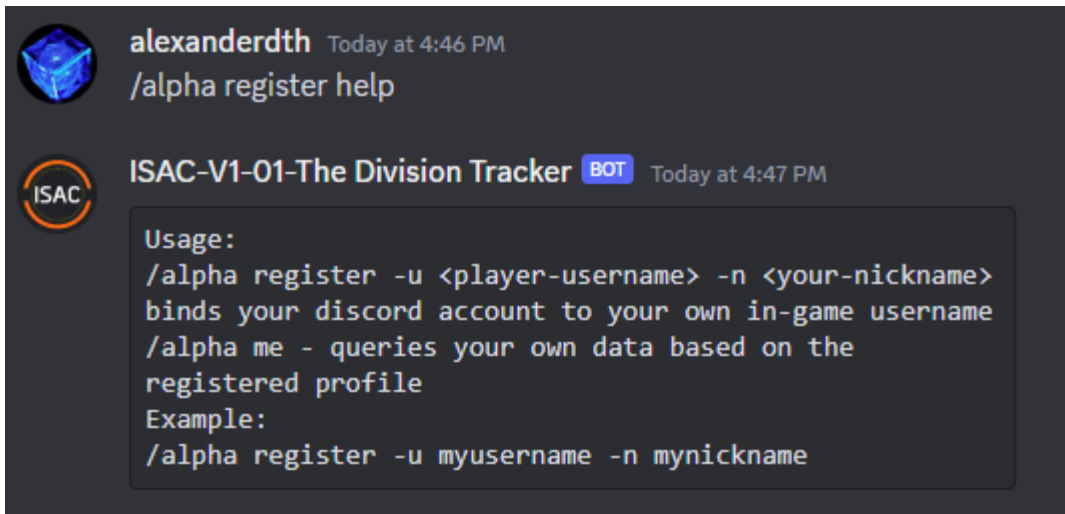 alexanderdth Today at 4:46 PM
/alpha register help
ISAC
ISAC-V1-01-The Division Tracker BOT Today at 4:47 PM
Usage:
/alpha register -u <player-username> -n <your-nickname>
binds your discord account to your own in-game username
/alpha me - queries your own data based on the
registered profile
Example:
/alpha register -u myusername -n mynickname